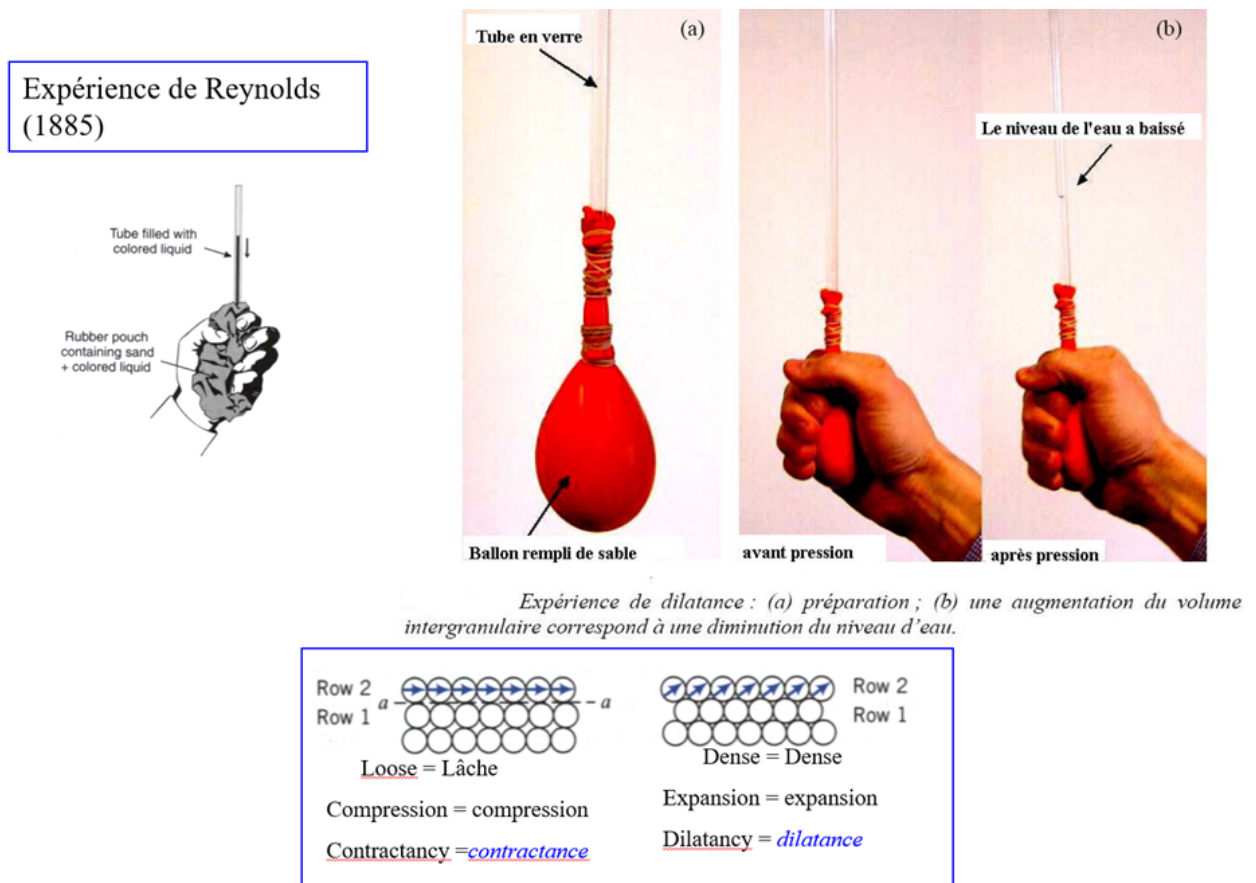 Expérience de Reynolds
(1885)
Tube filled with
colored liquid
Rubber pouch
containing sand
+ colored liquid
Tube en verre
(a)
(b)
Le niveau de l'eau a baissé
Ballon rempli de sable
avant pression
après pression
Expérience de dilatance : (a) préparation ; (b) une augmentation du volume
intergranulaire correspond à une diminution du niveau d'eau.
Row 2
a
a
Row 1
Loose = Lâche
Compression = compression
Contractancy =contractance
Row 2
Row 1
Dense = Dense
Expansion = expansion
Dilatancy = dilatance